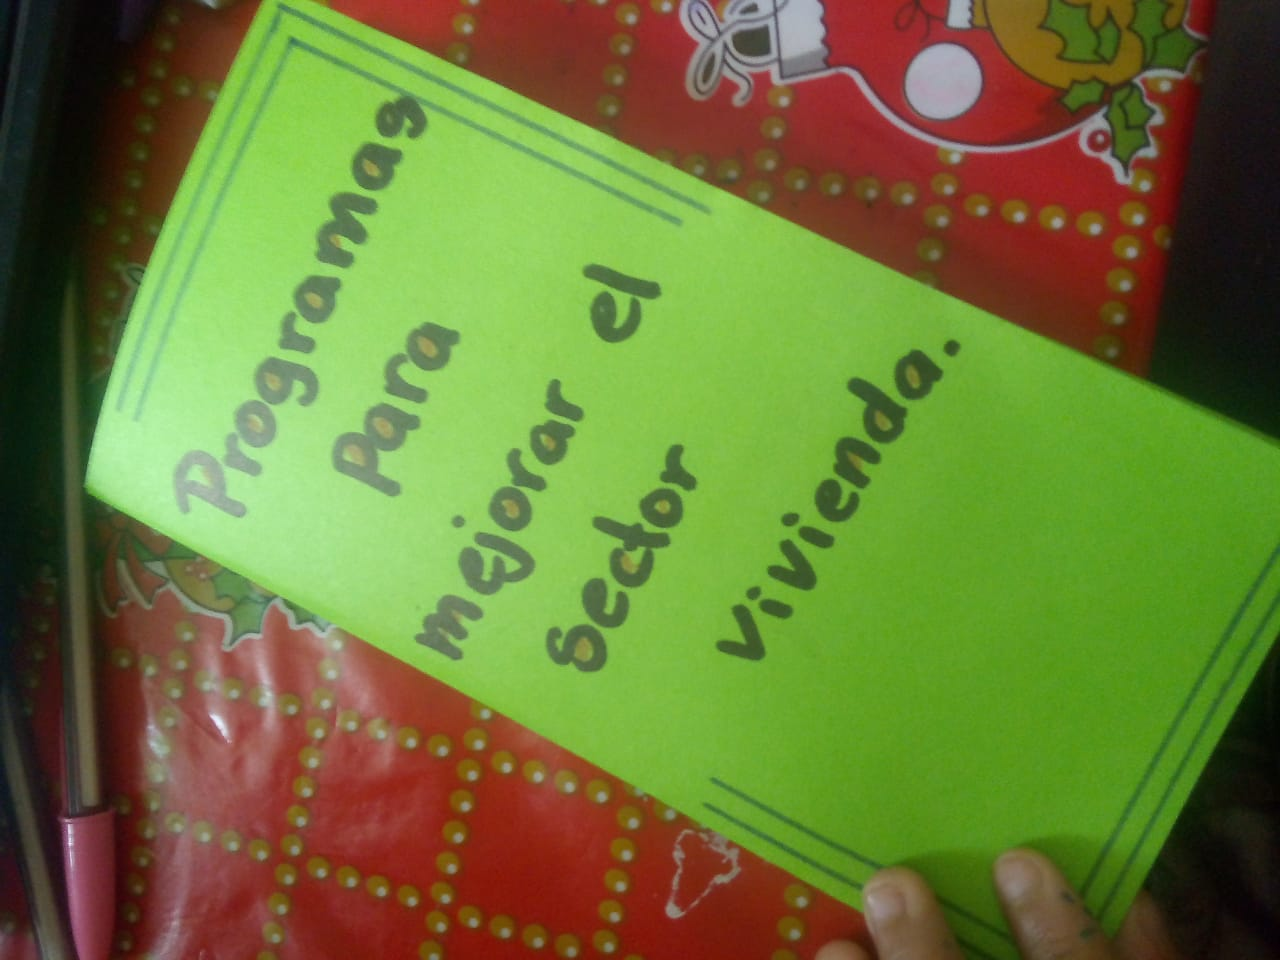 Programas
Para
mejorar el
Sector
Vivienda.